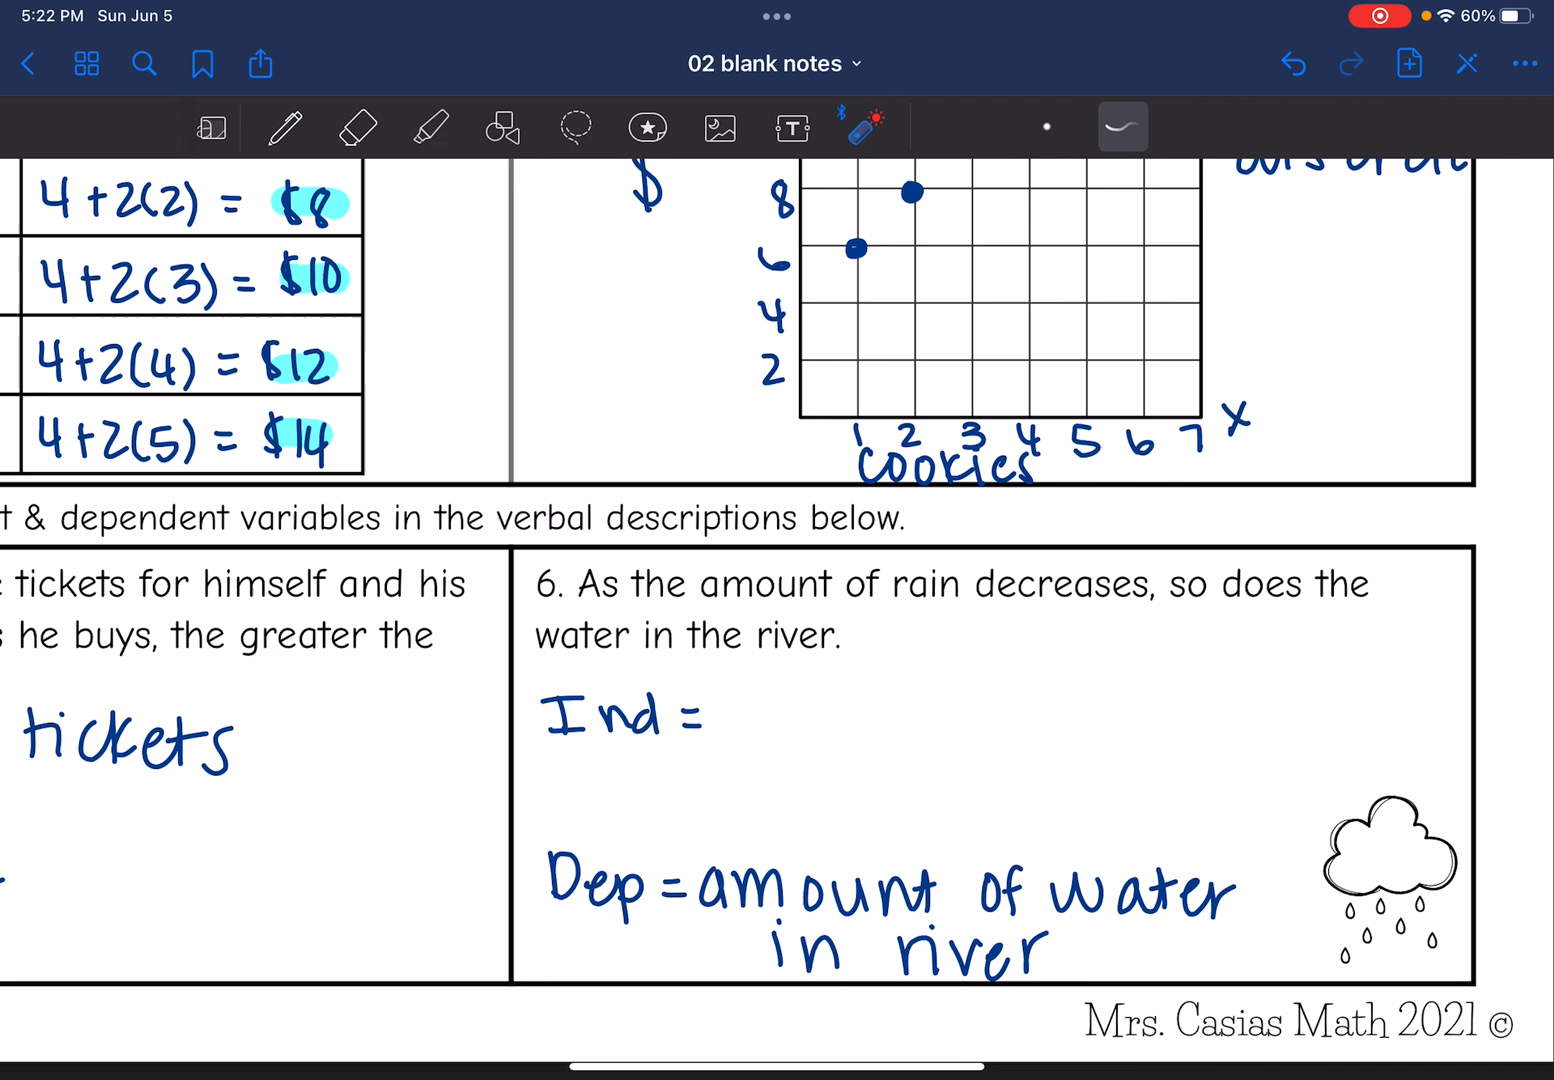 5:22 PM Sun Jun 5
60%
02 blank notes
T
4+2(2) = $8
4+2(3) = $10
4+2(4) = $12
4+2(5) = $14
$
8
6
4
2
1 2 3 4 5 6 7 x
cookies
t & dependent variables in the verbal descriptions below.
tickets for himself and his
he buys, the greater the
tickets
6. As the amount of rain decreases, so does the
water in the river.
Ind =
Dep = amount of water
in river
Mrs. Casias Math 2021 ©